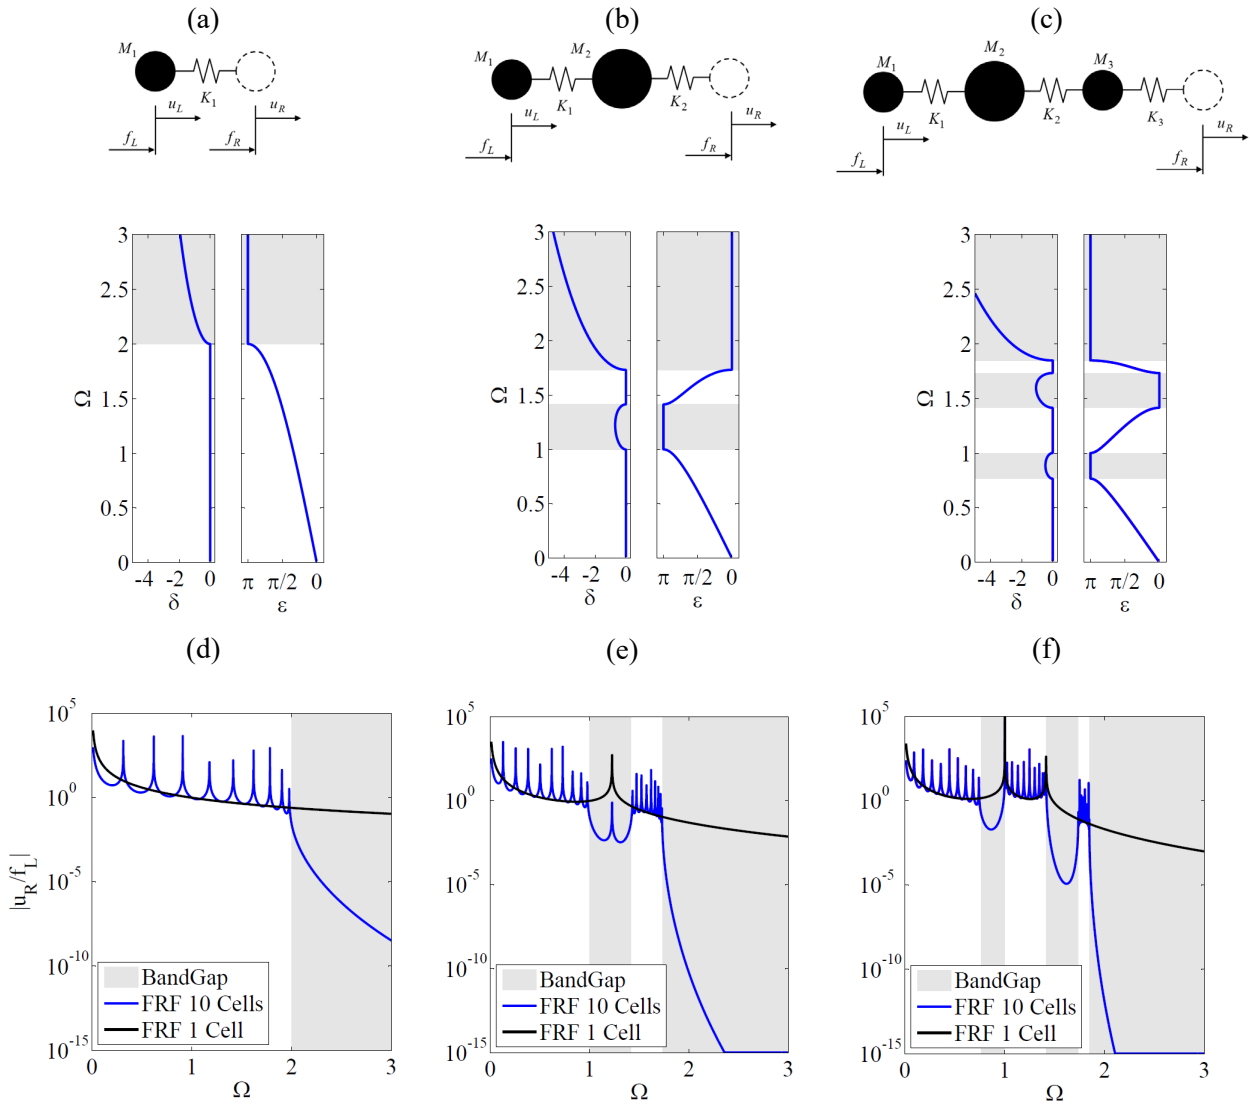 (a)
(b)
(c)
M1
K1
uL
uR
fL
fR
M1
M2
K1
K2
uL
uR
fL
fR
M1
M2
M3
K1
K2
K3
uL
uR
fL
fR
3
2.5
2
1.5
1
0.5
0
Ω
-4 -2 0
δ
π π/2 0
ε
3
2.5
2
1.5
1
0.5
0
Ω
-4 -2 0
δ
π π/2 0
ε
3
2.5
2
1.5
1
0.5
0
Ω
-4 -2 0
δ
π π/2 0
ε
(d)
(e)
(f)
|uR/fL|
10^5
10^0
10^-5
10^-10
10^-15
BandGap
FRF 10 Cells
FRF 1 Cell
0 1 2 3
Ω
10^5
10^0
10^-5
10^-10
10^-15
BandGap
FRF 10 Cells
FRF 1 Cell
0 1 2 3
Ω
10^5
10^0
10^-5
10^-10
10^-15
BandGap
FRF 10 Cells
FRF 1 Cell
0 1 2 3
Ω